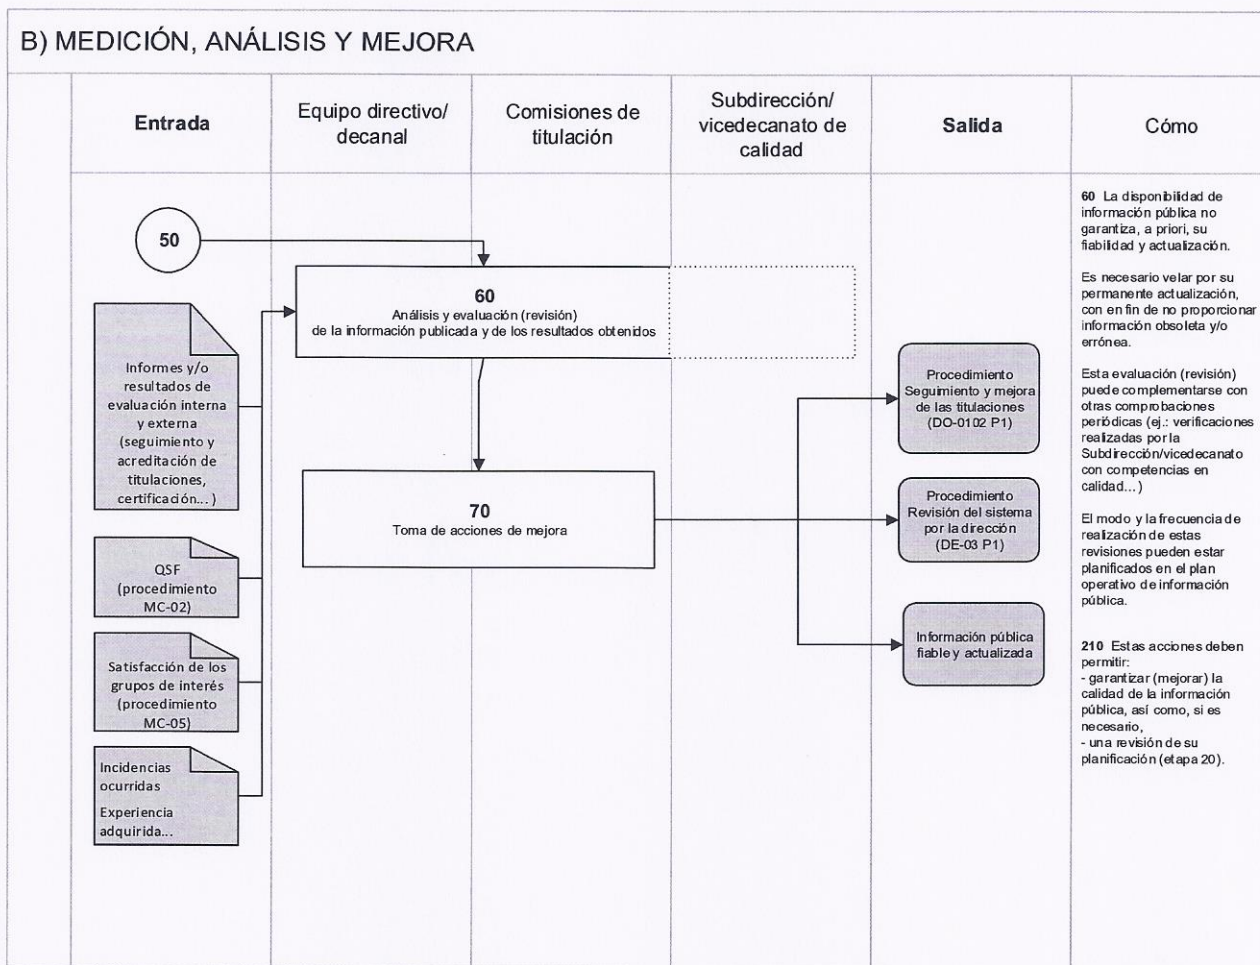 B) MEDICIÓN, ANÁLISIS Y MEJORA
Entrada
Equipo directivo/
decanal
Comisiones de
titulación
Subdirección/
vicedecanato de
calidad
Salida
Cómo
50
60
Análisis y evaluación (revisión)
de la información publicada y de los resultados obtenidos
Informes y/o
resultados de
evaluación interna
y externa
(seguimiento y
acreditación de
titulaciones,
certificación... )
QSF
(procedimiento
MC-02)
Satisfacción de los
grupos de interés
(procedimiento
MC-05)
Incidencias
ocurridas
Experiencia
adquirida...
70
Toma de acciones de mejora
Procedimiento
Seguimiento y mejora
de las titulaciones
(DO-0102 P1)
Procedimiento
Revisión del sistema
por la dirección
(DE-03 P1)
Información pública
fiable y actualizada
60 La disponibilidad de
información pública no
garantiza, a priori, su
fiabilidad y actualización.
Es necesario velar por su
permanente actualización,
con en fin de no proporcionar
información obsoleta y/o
errónea.
Esta evaluación (revisión)
puede complementarse con
otras comprobaciones
periódicas (ej.: verificaciones
realizadas por la
Subdirección/vicedecanato
con competencias en
calidad... )
El modo y la frecuencia de
realización de estas
revisiones pueden estar
planificados en el plan
operativo de información
pública.
210 Estas acciones deben
permitir:
- garantizar (mejorar) la
calidad de la información
pública, así como, si es
necesario,
- una revisión de su
planificación (etapa 20).